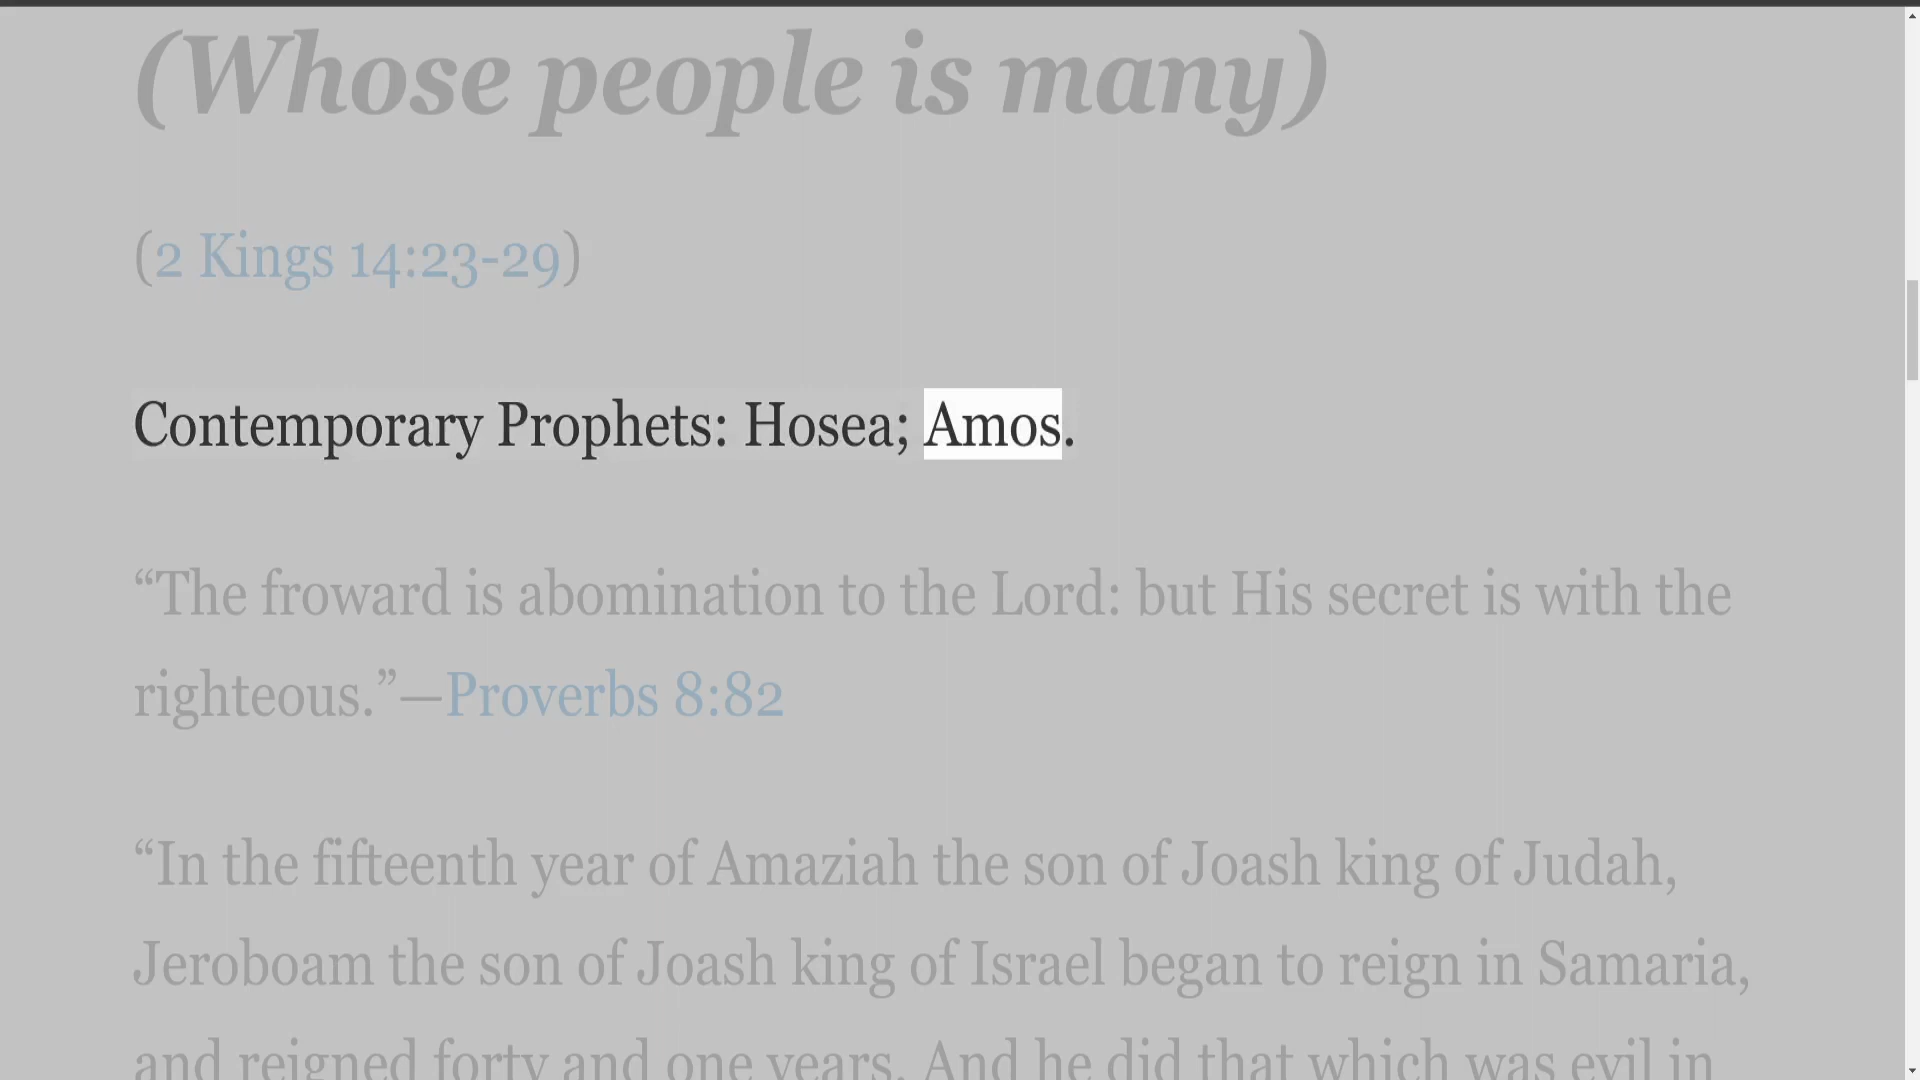 (Whose people is many)
(2 Kings 14:23-29)
Contemporary Prophets: Hosea; Amos.
“The froward is abomination to the Lord: but His secret is with the
righteous.”—Proverbs 8:82
“In the fifteenth year of Amaziah the son of Joash king of Judah,
Jeroboam the son of Joash king of Israel began to reign in Samaria,
and reigned forty and one years. And he did that which was evil in